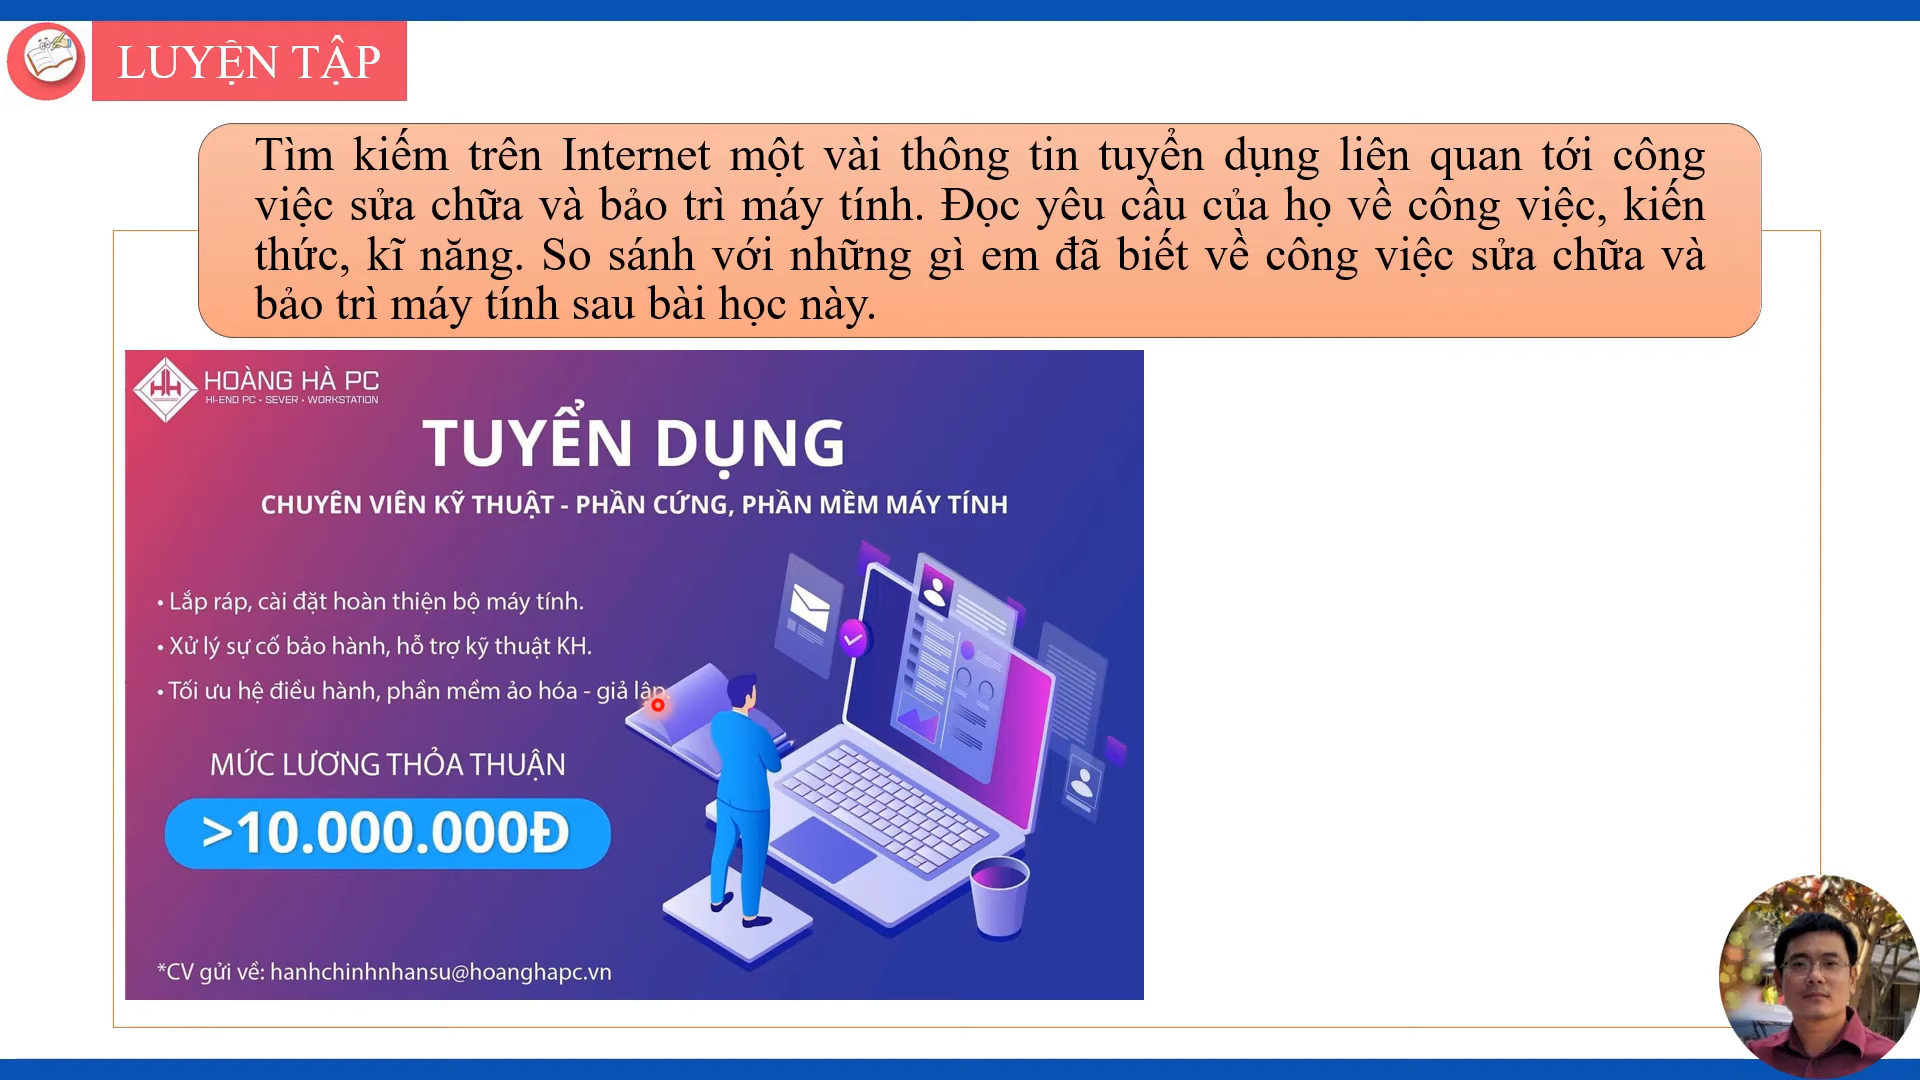 LUYỆN TẬP
Tìm kiếm trên Internet một vài thông tin tuyển dụng liên quan tới công
việc sửa chữa và bảo trì máy tính. Đọc yêu cầu của họ về công việc, kiến
thức, kĩ năng. So sánh với những gì em đã biết về công việc sửa chữa và
bảo trì máy tính sau bài học này.
HOÀNG HÀ PC
HI-END PC • SEVER • WORKSTATION
TUYỂN DỤNG
CHUYÊN VIÊN KỸ THUẬT - PHẦN CỨNG, PHẦN MỀM MÁY TÍNH
• Lắp ráp, cài đặt hoàn thiện bộ máy tính.
• Xử lý sự cố bảo hành, hỗ trợ kỹ thuật KH.
• Tối ưu hệ điều hành, phần mềm ảo hóa - giả lập.
MỨC LƯƠNG THỎA THUẬN
>10.000.000Đ
*CV gửi về: hanhchinhnhansu@hoanghapc.vn